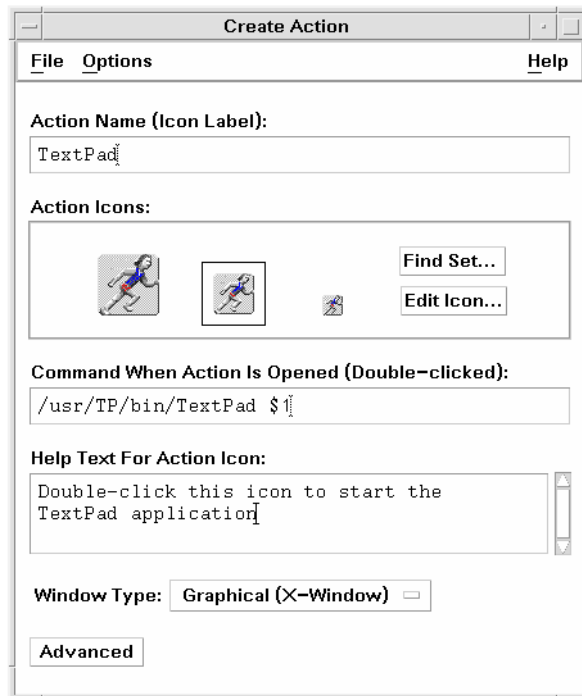 Create Action
File Options Help
Action Name (Icon Label):
TextPad
Action Icons:
Find Set...
Edit Icon...
Command When Action Is Opened (Double-clicked):
/usr/TP/bin/TextPad $1
Help Text For Action Icon:
Double-click this icon to start the
TextPad application
Window Type: Graphical (X-Window)
Advanced